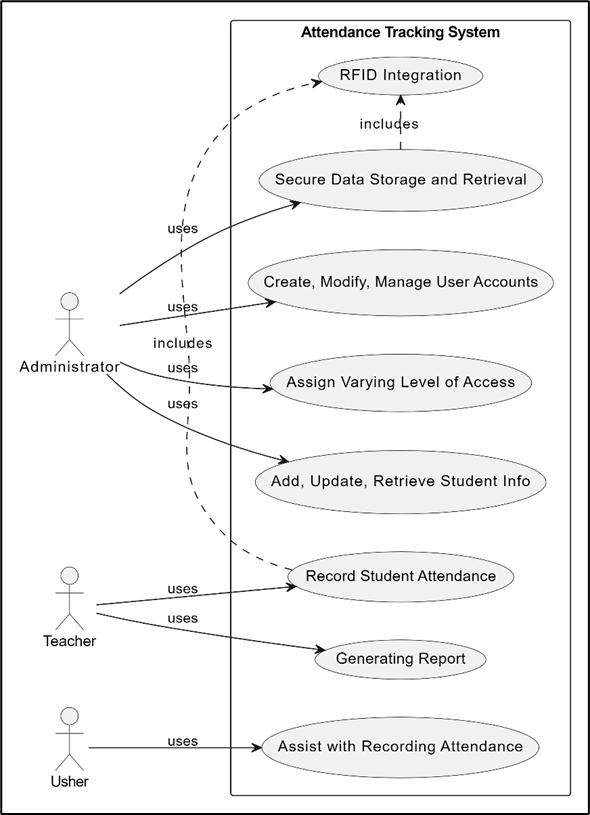 Attendance Tracking System
RFID Integration
includes
Secure Data Storage and Retrieval
uses
Create, Modify, Manage User Accounts
uses
includes
Administrator
uses
Assign Varying Level of Access
uses
Add, Update, Retrieve Student Info
Record Student Attendance
uses
Teacher
uses
Generating Report
uses
Assist with Recording Attendance
Usher